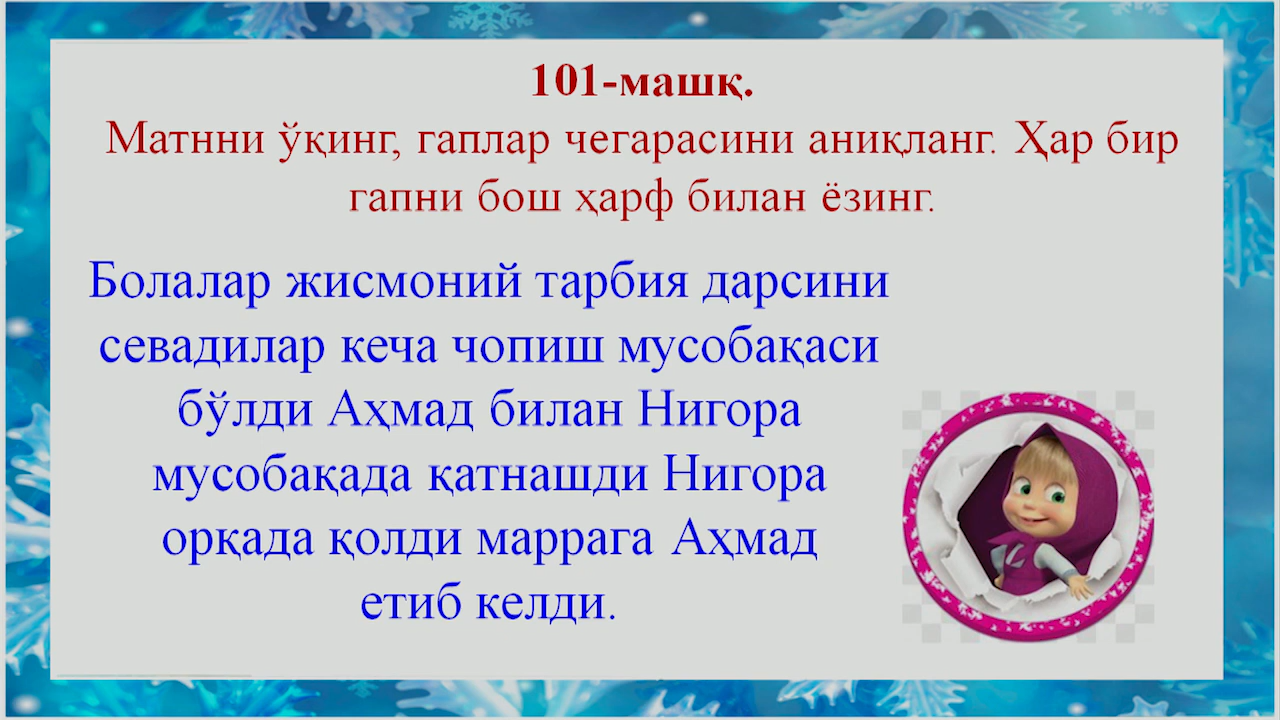 101-машқ.
Матнни ўқинг, гаплар чегарасини аниқланг. Ҳар бир
гапни бош ҳарф билан ёзинг.
Болалар жисмоний тарбия дарсини
севадилар кеча чопиш мусобақаси
бўлди Аҳмад билан Нигора
мусобақада қатнашди Нигора
орқада қолди маррага Аҳмад
етиб келди.